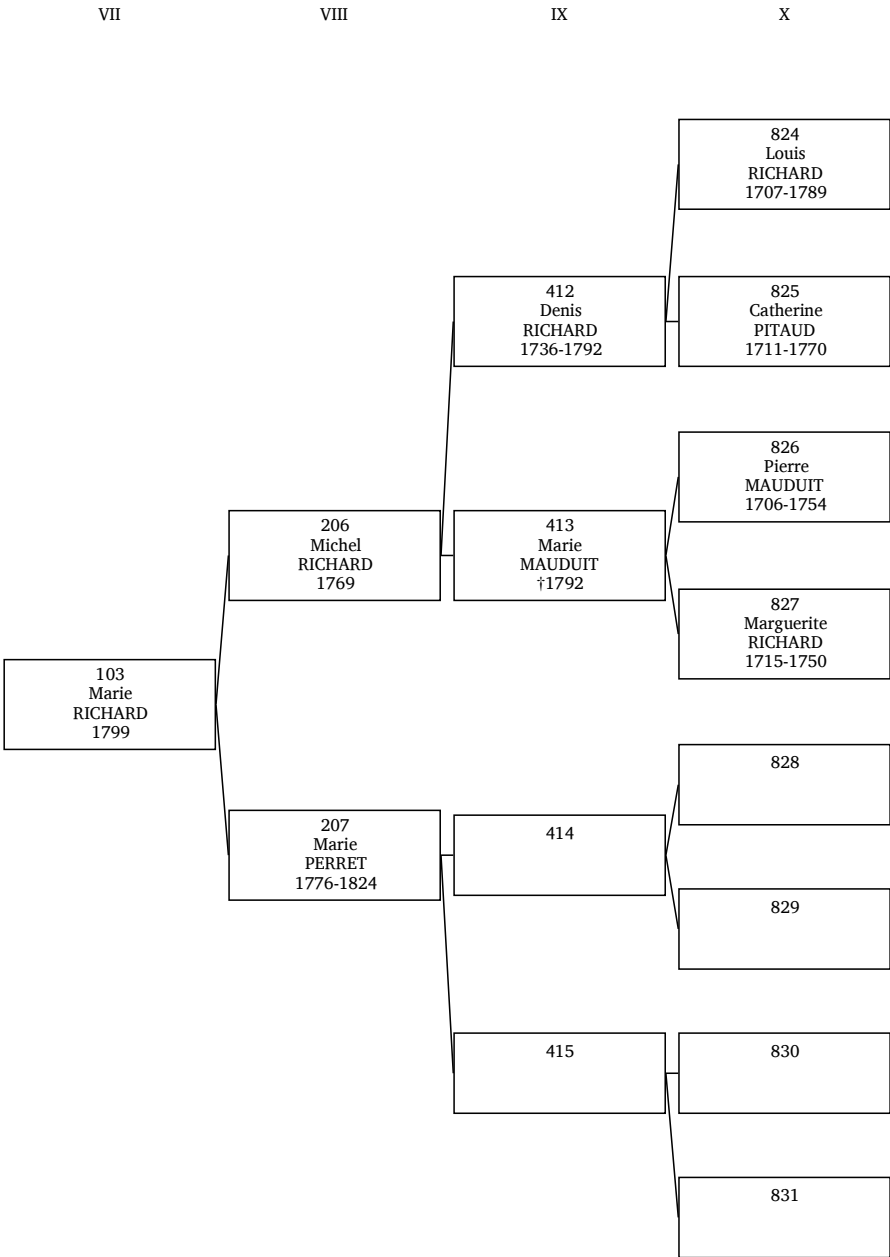 VII VIII IX X
824
Louis
RICHARD
1707-1789
412
Denis
RICHARD
1736-1792
825
Catherine
PITAUD
1711-1770
826
Pierre
MAUDUIT
1706-1754
206
Michel
RICHARD
1769
413
Marie
MAUDUIT
†1792
827
Marguerite
RICHARD
1715-1750
103
Marie
RICHARD
1799
828
207
Marie
PERRET
1776-1824
414
829
415
830
831